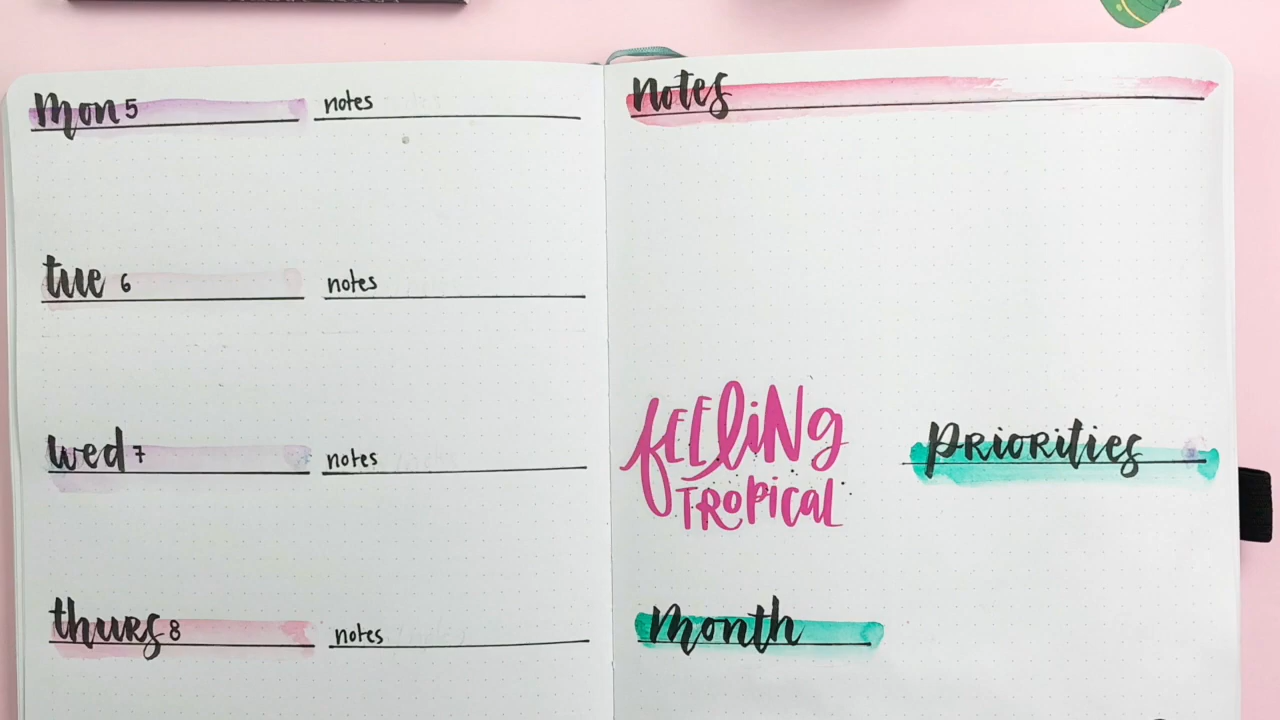 mon 5
notes
tue 6
notes
wed 7
notes
thurs 8
notes
notes
feeling
tropical
priorities
month